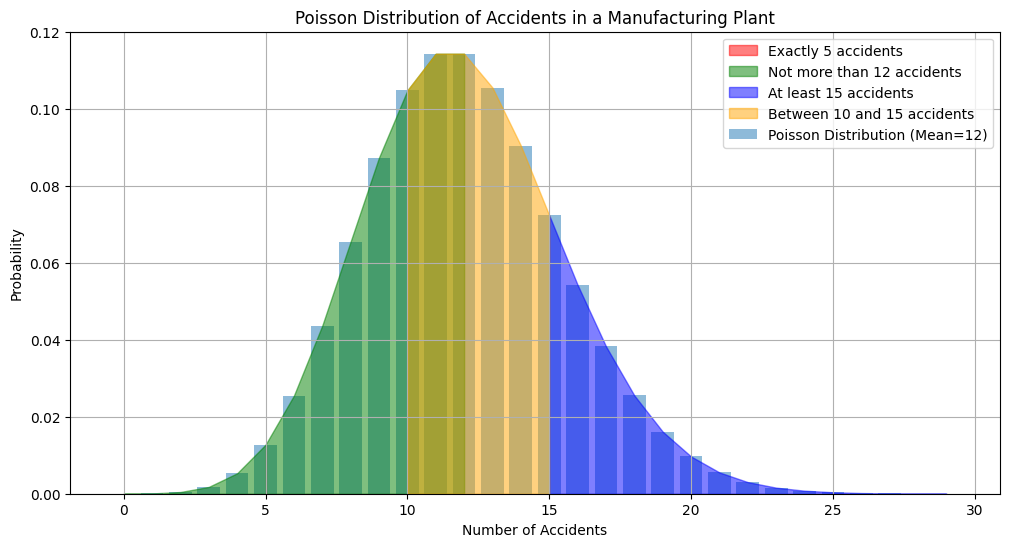 Poisson Distribution of Accidents in a Manufacturing Plant
Exactly 5 accidents
Not more than 12 accidents
At least 15 accidents
Between 10 and 15 accidents
Poisson Distribution (Mean=12)
Probability
0.12
0.10
0.08
0.06
0.04
0.02
0.00
0 5 10 15 20 25 30
Number of Accidents